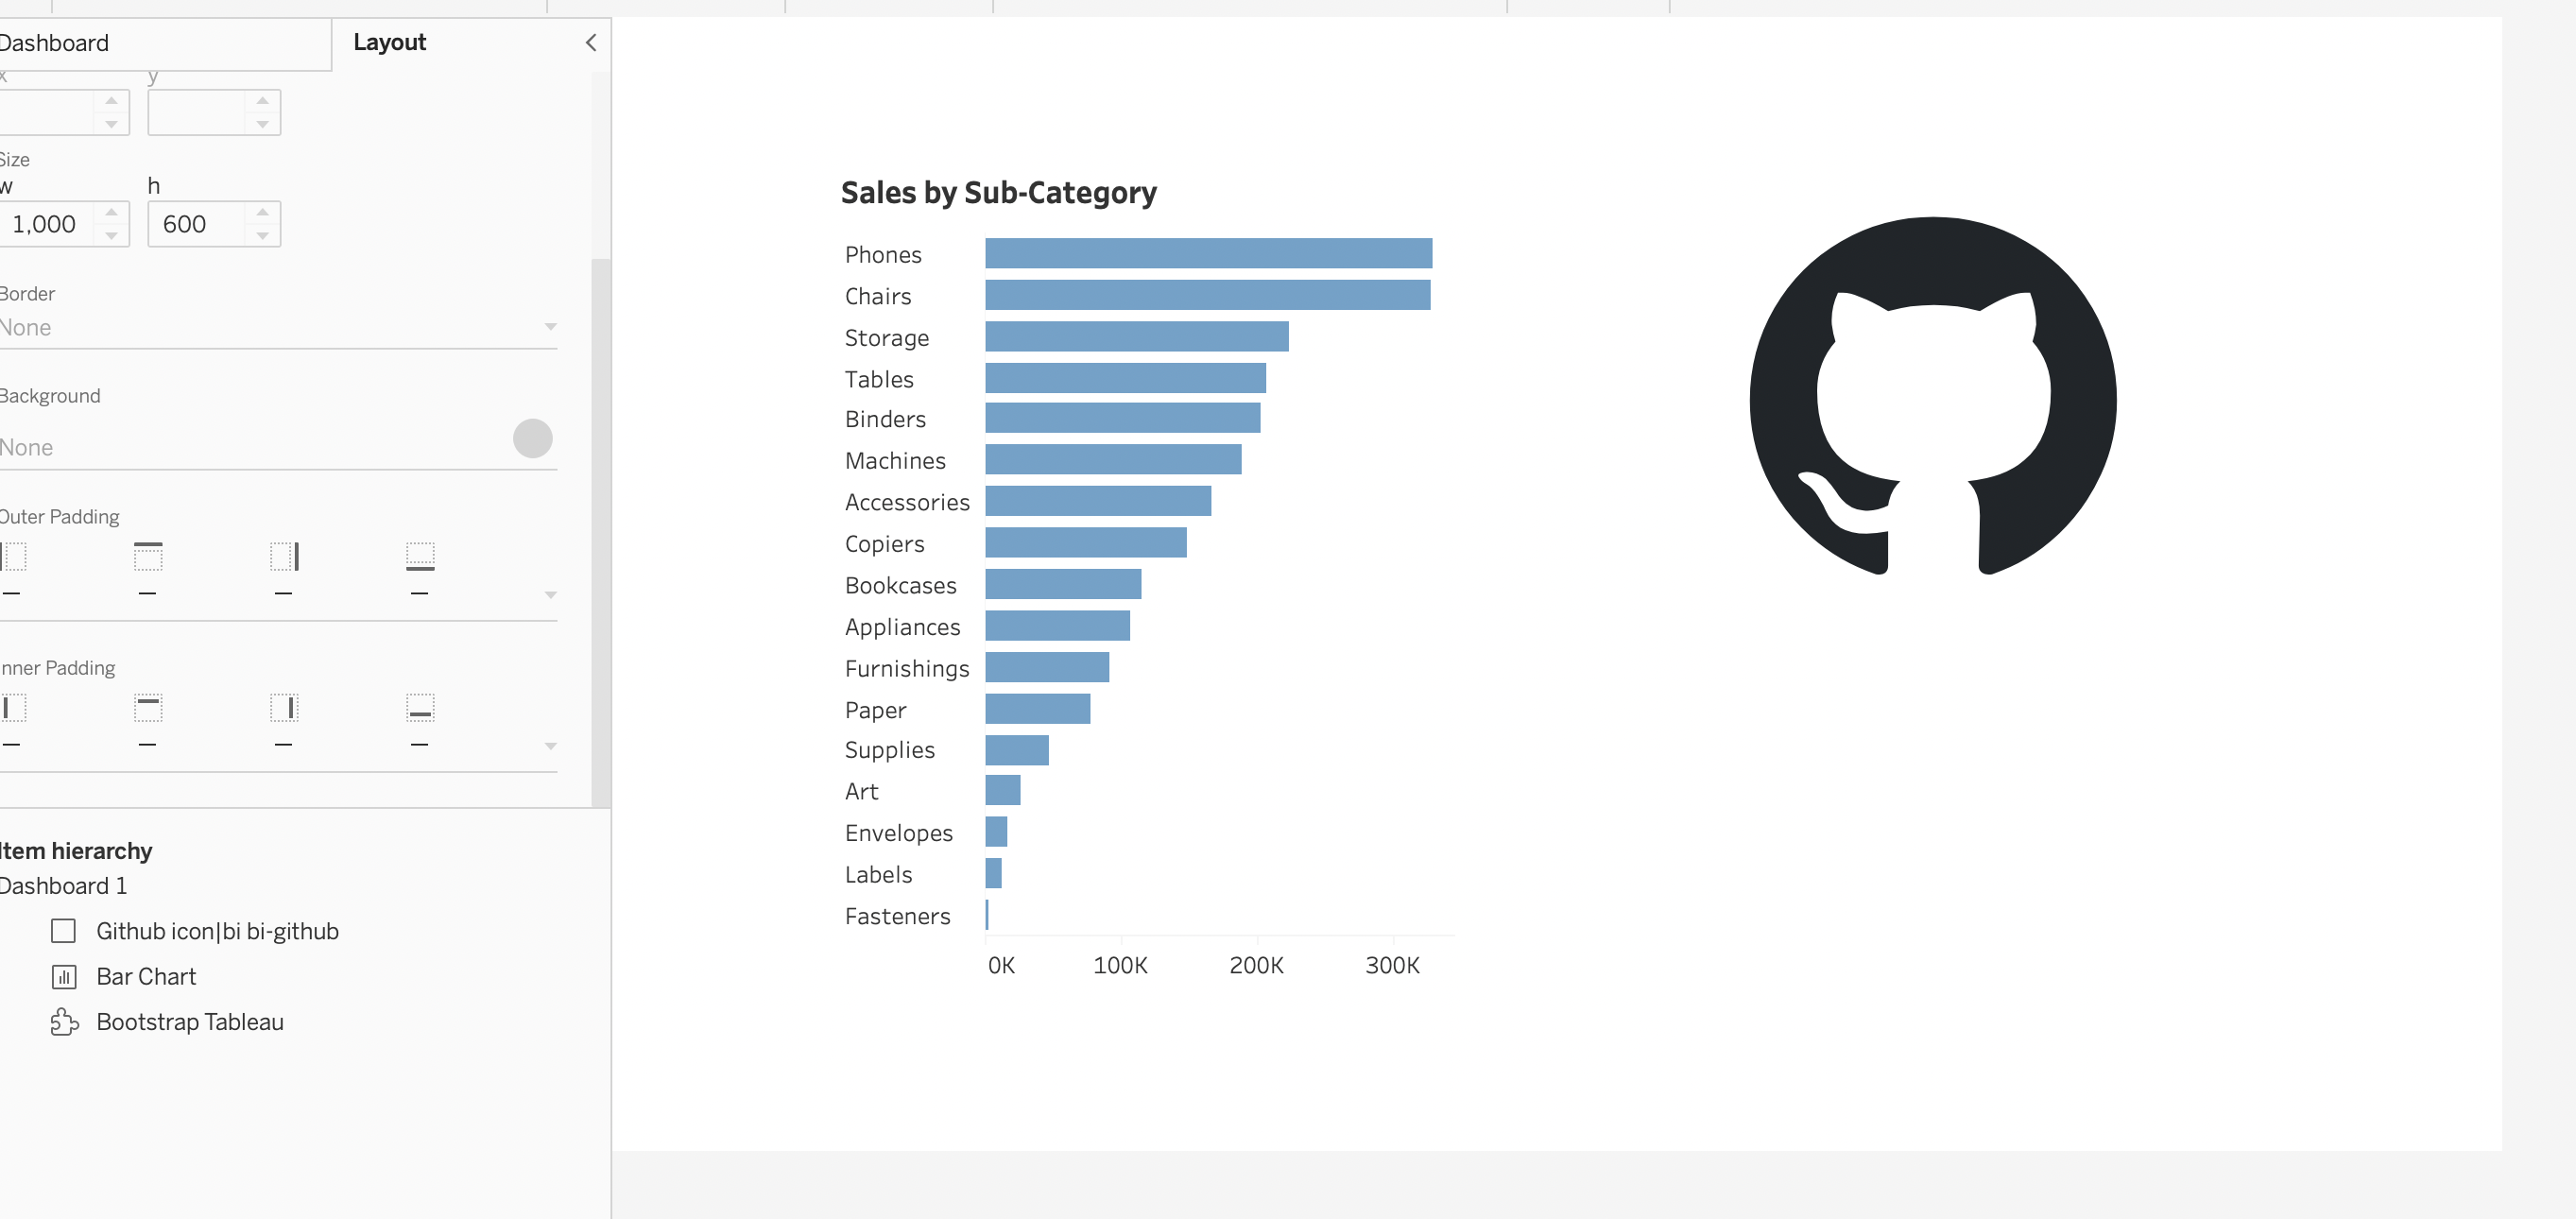 Dashboard
Layout
x
y
Size
w
h
1,000
600
Border
None
Background
None
Outer Padding
Inner Padding
Item hierarchy
Dashboard 1
Github icon|bi bi-github
Bar Chart
Bootstrap Tableau
Sales by Sub-Category
Phones
Chairs
Storage
Tables
Binders
Machines
Accessories
Copiers
Bookcases
Appliances
Furnishings
Paper
Supplies
Art
Envelopes
Labels
Fasteners
0K 100K 200K 300K